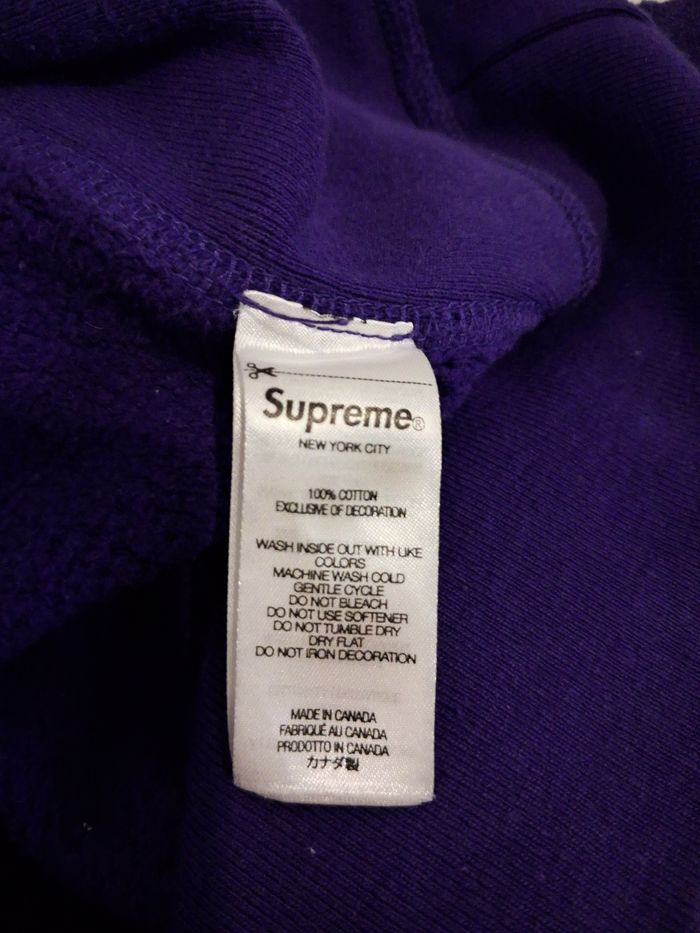 Supreme®
NEW YORK CITY
100% COTTON
EXCLUSIVE OF DECORATION
WASH INSIDE OUT WITH LIKE
COLORS
MACHINE WASH COLD
GENTLE CYCLE
DO NOT BLEACH
DO NOT USE SOFTENER
DO NOT TUMBLE DRY
DRY FLAT
DO NOT IRON DECORATION
MADE IN CANADA
FABRIQUÉ AU CANADA
PRODOTTO IN CANADA
カナダ製